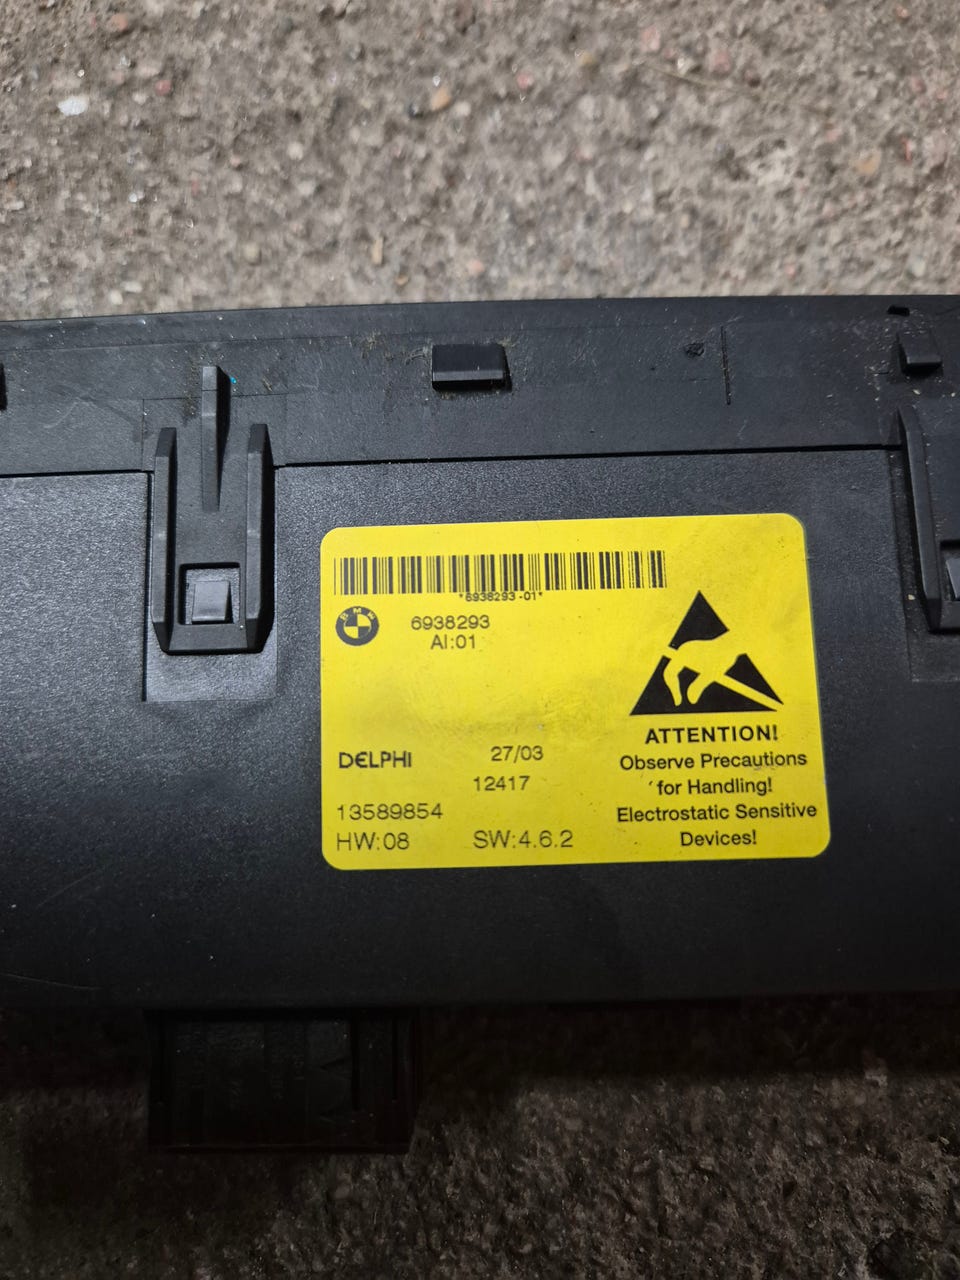 *6938293-01*
BMW
6938293
AI:01
DELPHI 27/03
12417
13589854
HW:08 SW:4.6.2
ATTENTION!
Observe Precautions
for Handling!
Electrostatic Sensitive
Devices!